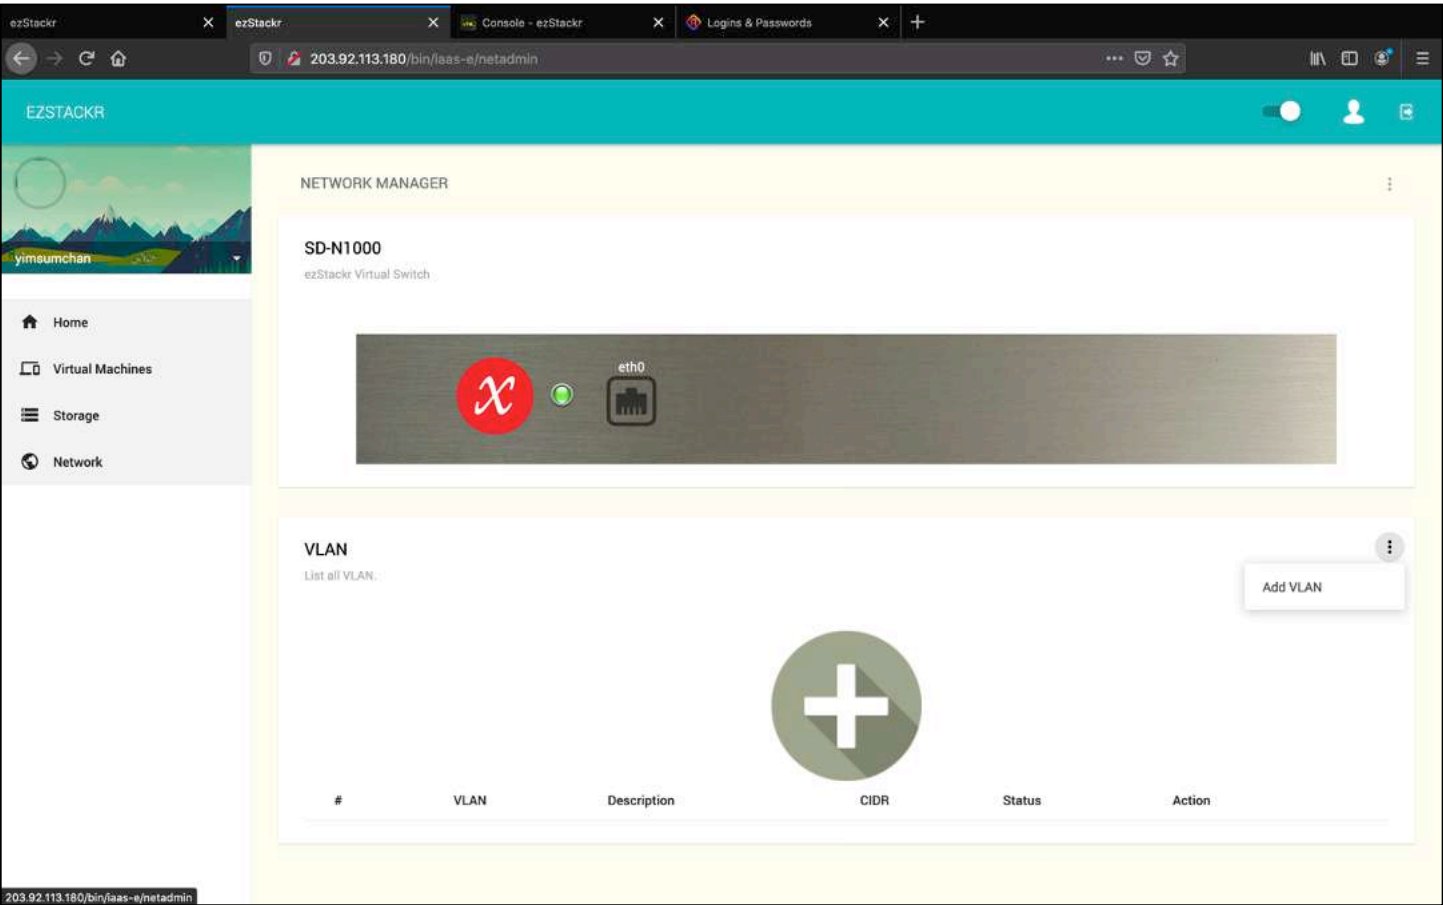 ezStackr
ezStackr
Console - ezStackr
Logins & Passwords
203.92.113.180/bin/iaas-e/netadmin
EZSTACKR
yimsumchan
Home
Virtual Machines
Storage
Network
NETWORK MANAGER
SD-N1000
ezStackr Virtual Switch
x
eth0
VLAN
List all VLAN.
Add VLAN
# VLAN Description CIDR Status Action
203.92.113.180/bin/iaas-e/netadmin